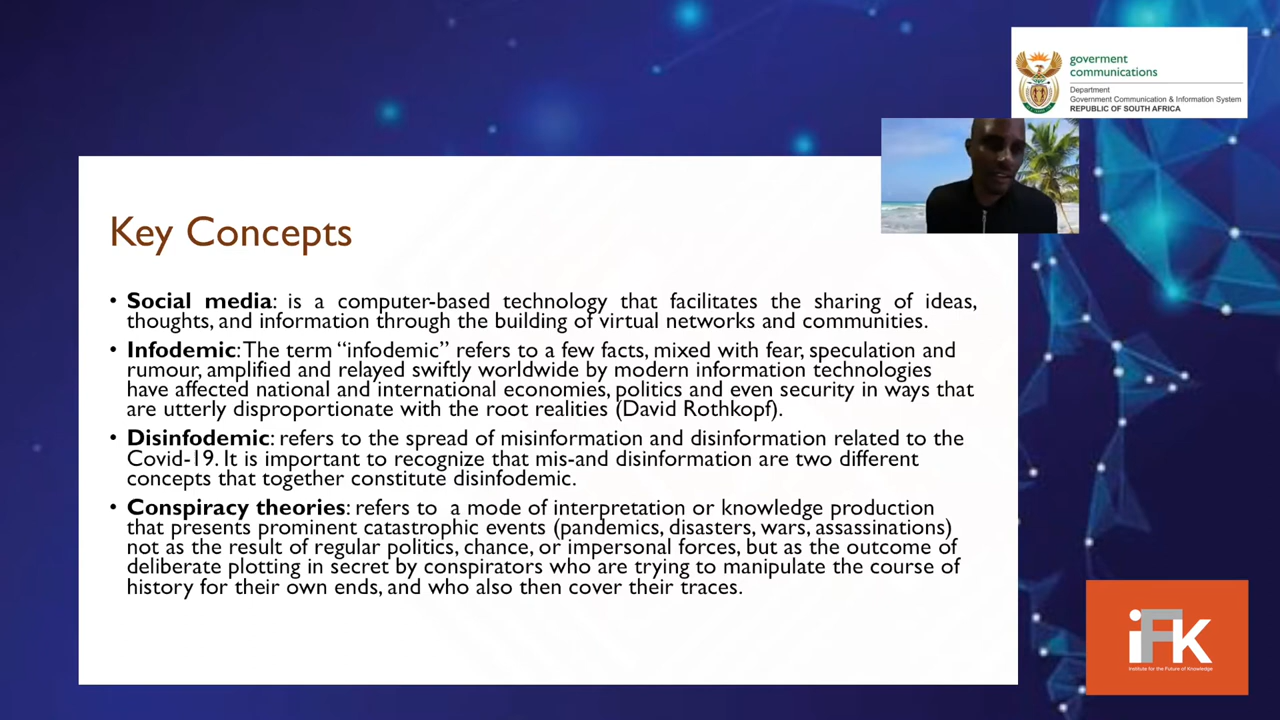 goverment
communications
Department
Government Communication & Information System
REPUBLIC OF SOUTH AFRICA
Key Concepts
• Social media: is a computer-based technology that facilitates the sharing of ideas,
thoughts, and information through the building of virtual networks and communities.
• Infodemic: The term “infodemic” refers to a few facts, mixed with fear, speculation and
rumour, amplified and relayed swiftly worldwide by modern information technologies
have affected national and international economies, politics and even security in ways that
are utterly disproportionate with the root realities (David Rothkopf).
• Disinfodemic: refers to the spread of misinformation and disinformation related to the
Covid-19. It is important to recognize that mis-and disinformation are two different
concepts that together constitute disinfodemic.
• Conspiracy theories: refers to  a mode of interpretation or knowledge production
that presents prominent catastrophic events (pandemics, disasters, wars, assassinations)
not as the result of regular politics, chance, or impersonal forces, but as the outcome of
deliberate plotting in secret by conspirators who are trying to manipulate the course of
history for their own ends, and who also then cover their traces.
iFK
Institute for the Future of Knowledge